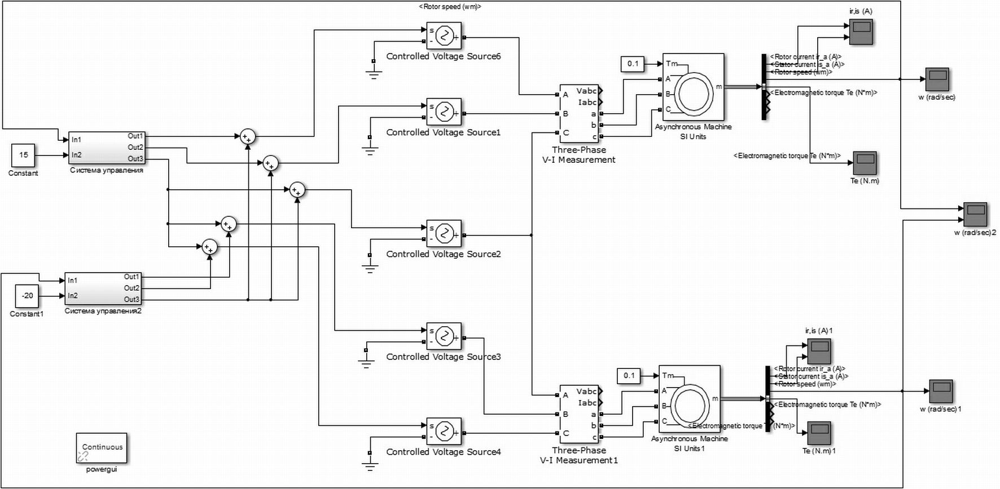 <Rotor speed (wm)>
ir,is (A)
s
-
+
Controlled Voltage Source6
<Rotor current ir_a (A)>
<Stator current is_a (A)>
<Rotor speed (wm)>
0.1
Tm
A
B
C
m
<Electromagnetic torque Te (N*m)>
w (rad/sec)
Asynchronous Machine
SI Units
Vabc
Iabc
A
B
C
a
b
c
Three-Phase
V-I Measurement
s
-
+
Controlled Voltage Source1
In1
In2
Out1
Out2
Out3
Система управления
15
Constant
++
++
++
++
++
<Electromagnetic torque Te (N*m)>
Te (N.m)
w (rad/sec)2
s
-
+
Controlled Voltage Source2
In1
In2
Out1
Out2
Out3
Система управления2
-20
Constant1
s
-
+
Controlled Voltage Source3
ir,is (A)1
<Rotor current ir_a (A)>
<Stator current is_a (A)>
<Rotor speed (wm)>
0.1
Tm
A
B
C
m
<Electromagnetic torque Te (N*m)>
w (rad/sec)1
<Electromagnetic torque Te (N*m)>
Asynchronous Machine
SI Units1
Te (N.m)1
Vabc
Iabc
A
B
C
a
b
c
Three-Phase
V-I Measurement1
s
-
+
Controlled Voltage Source4
Continuous
powergui